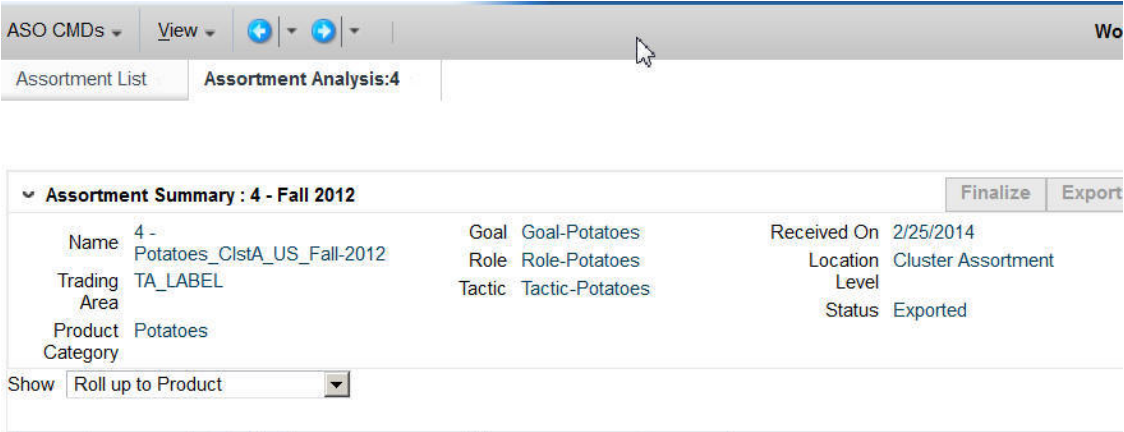 ASO CMDs View Wo
Assortment List Assortment Analysis:4
Assortment Summary : 4 - Fall 2012 Finalize Export
Name 4 -
Potatoes_ClstA_US_Fall-2012
Trading TA_LABEL
Area
Product Potatoes
Category
Goal Goal-Potatoes
Role Role-Potatoes
Tactic Tactic-Potatoes
Received On 2/25/2014
Location Cluster Assortment
Level
Status Exported
Show Roll up to Product